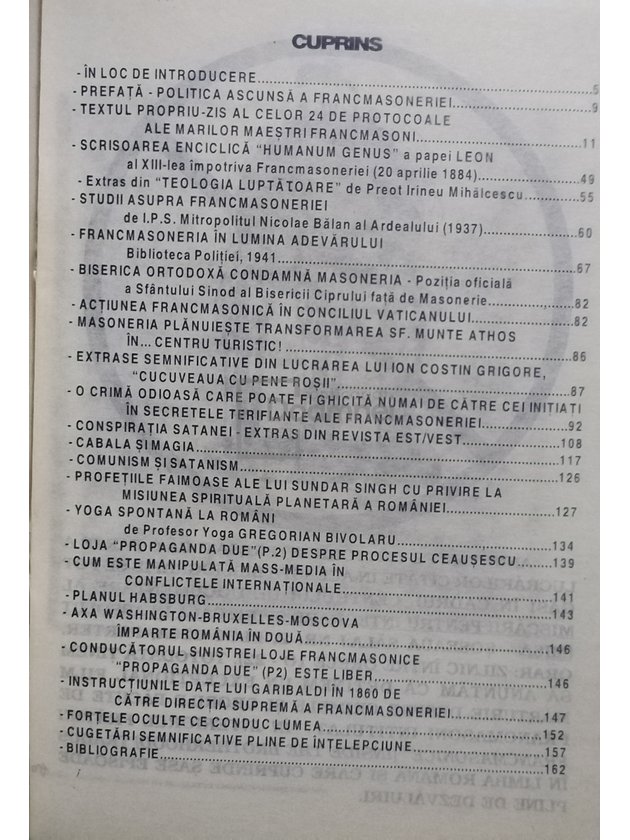 CUPRINS
- ÎN LOC DE INTRODUCERE..........5
- PREFAȚĂ - POLITICA ASCUNSĂ A FRANCMASONERIEI..........9
- TEXTUL PROPRIU-ZIS AL CELOR 24 DE PROTOCOALE
ALE MARILOR MAEȘTRI FRANCMASONI..........11
- SCRISOAREA ENCICLICĂ "HUMANUM GENUS" a papei LEON
al XIII-lea împotriva Francmasoneriei (20 aprilie 1884)..........49
- Extras din "TEOLOGIA LUPTĂTOARE" de Preot Irineu Mihălcescu..........55
- STUDII ASUPRA FRANCMASONERIEI
de I.P.S. Mitropolitul Nicolae Bălan al Ardealului (1937)..........60
- FRANCMASONERIA ÎN LUMINA ADEVĂRULUI
Biblioteca Poliției, 1941..........67
- BISERICA ORTODOXĂ CONDAMNĂ MASONERIA - Poziția oficială
a Sfântului Sinod al Bisericii Ciprului față de Masonerie..........82
- ACȚIUNEA FRANCMASONICĂ ÎN CONCILIUL VATICANULUI..........82
- MASONERIA PLĂNUIEȘTE TRANSFORMAREA SF. MUNTE ATHOS
ÎN... CENTRU TURISTIC!..........86
- EXTRASE SEMNIFICATIVE DIN LUCRAREA LUI ION COSTIN GRIGORE,
"CUCUVEAUA CU PENE ROȘII"..........87
- O CRIMĂ ODIOASĂ CARE POATE FI GHICITĂ NUMAI DE CĂTRE CEI INIȚIAȚI
ÎN SECRETELE TERIFIANTE ALE FRANCMASONERIEI..........92
- CONSPIRAȚIA SATANEI - EXTRAS DIN REVISTA EST/VEST..........108
- CABALA ȘI MAGIA..........117
- COMUNISM ȘI SATANISM..........126
- PROFEȚIILE FAIMOASE ALE LUI SUNDAR SINGH CU PRIVIRE LA
MISIUNEA SPIRITUALĂ PLANETARĂ A ROMÂNIEI..........127
- YOGA SPONTANĂ LA ROMÂNI
de Profesor Yoga GREGORIAN BIVOLARU..........134
- LOJA "PROPAGANDA DUE"(P.2) DESPRE PROCESUL CEAUȘESCU..........139
- CUM ESTE MANIPULATĂ MASS-MEDIA ÎN
CONFLICTELE INTERNAȚIONALE..........141
- PLANUL HABSBURG..........143
- AXA WASHINGTON-BRUXELLES-MOSCOVA
ÎMPARTE ROMÂNIA ÎN DOUĂ..........146
- CONDUCĂTORUL SINISTREI LOJE FRANCMASONICE
"PROPAGANDA DUE" (P2) ESTE LIBER..........146
- INSTRUCȚIUNILE DATE LUI GARIBALDI ÎN 1860 DE
CĂTRE DIRECȚIA SUPREMĂ A FRANCMASONERIEI..........147
- FORȚELE OCULTE CE CONDUC LUMEA..........152
- CUGETĂRI SEMNIFICATIVE PLINE DE ÎNȚELEPCIUNE..........157
- BIBLIOGRAFIE..........162